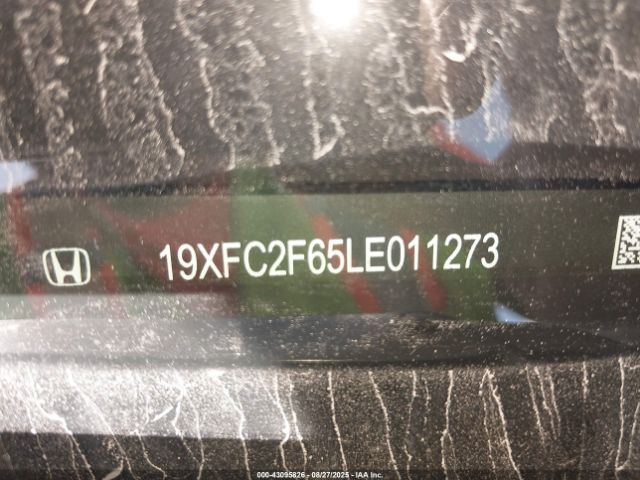 19XFC2F65LE011273
000-43095826 - 08/27/2025 - IAA Inc.